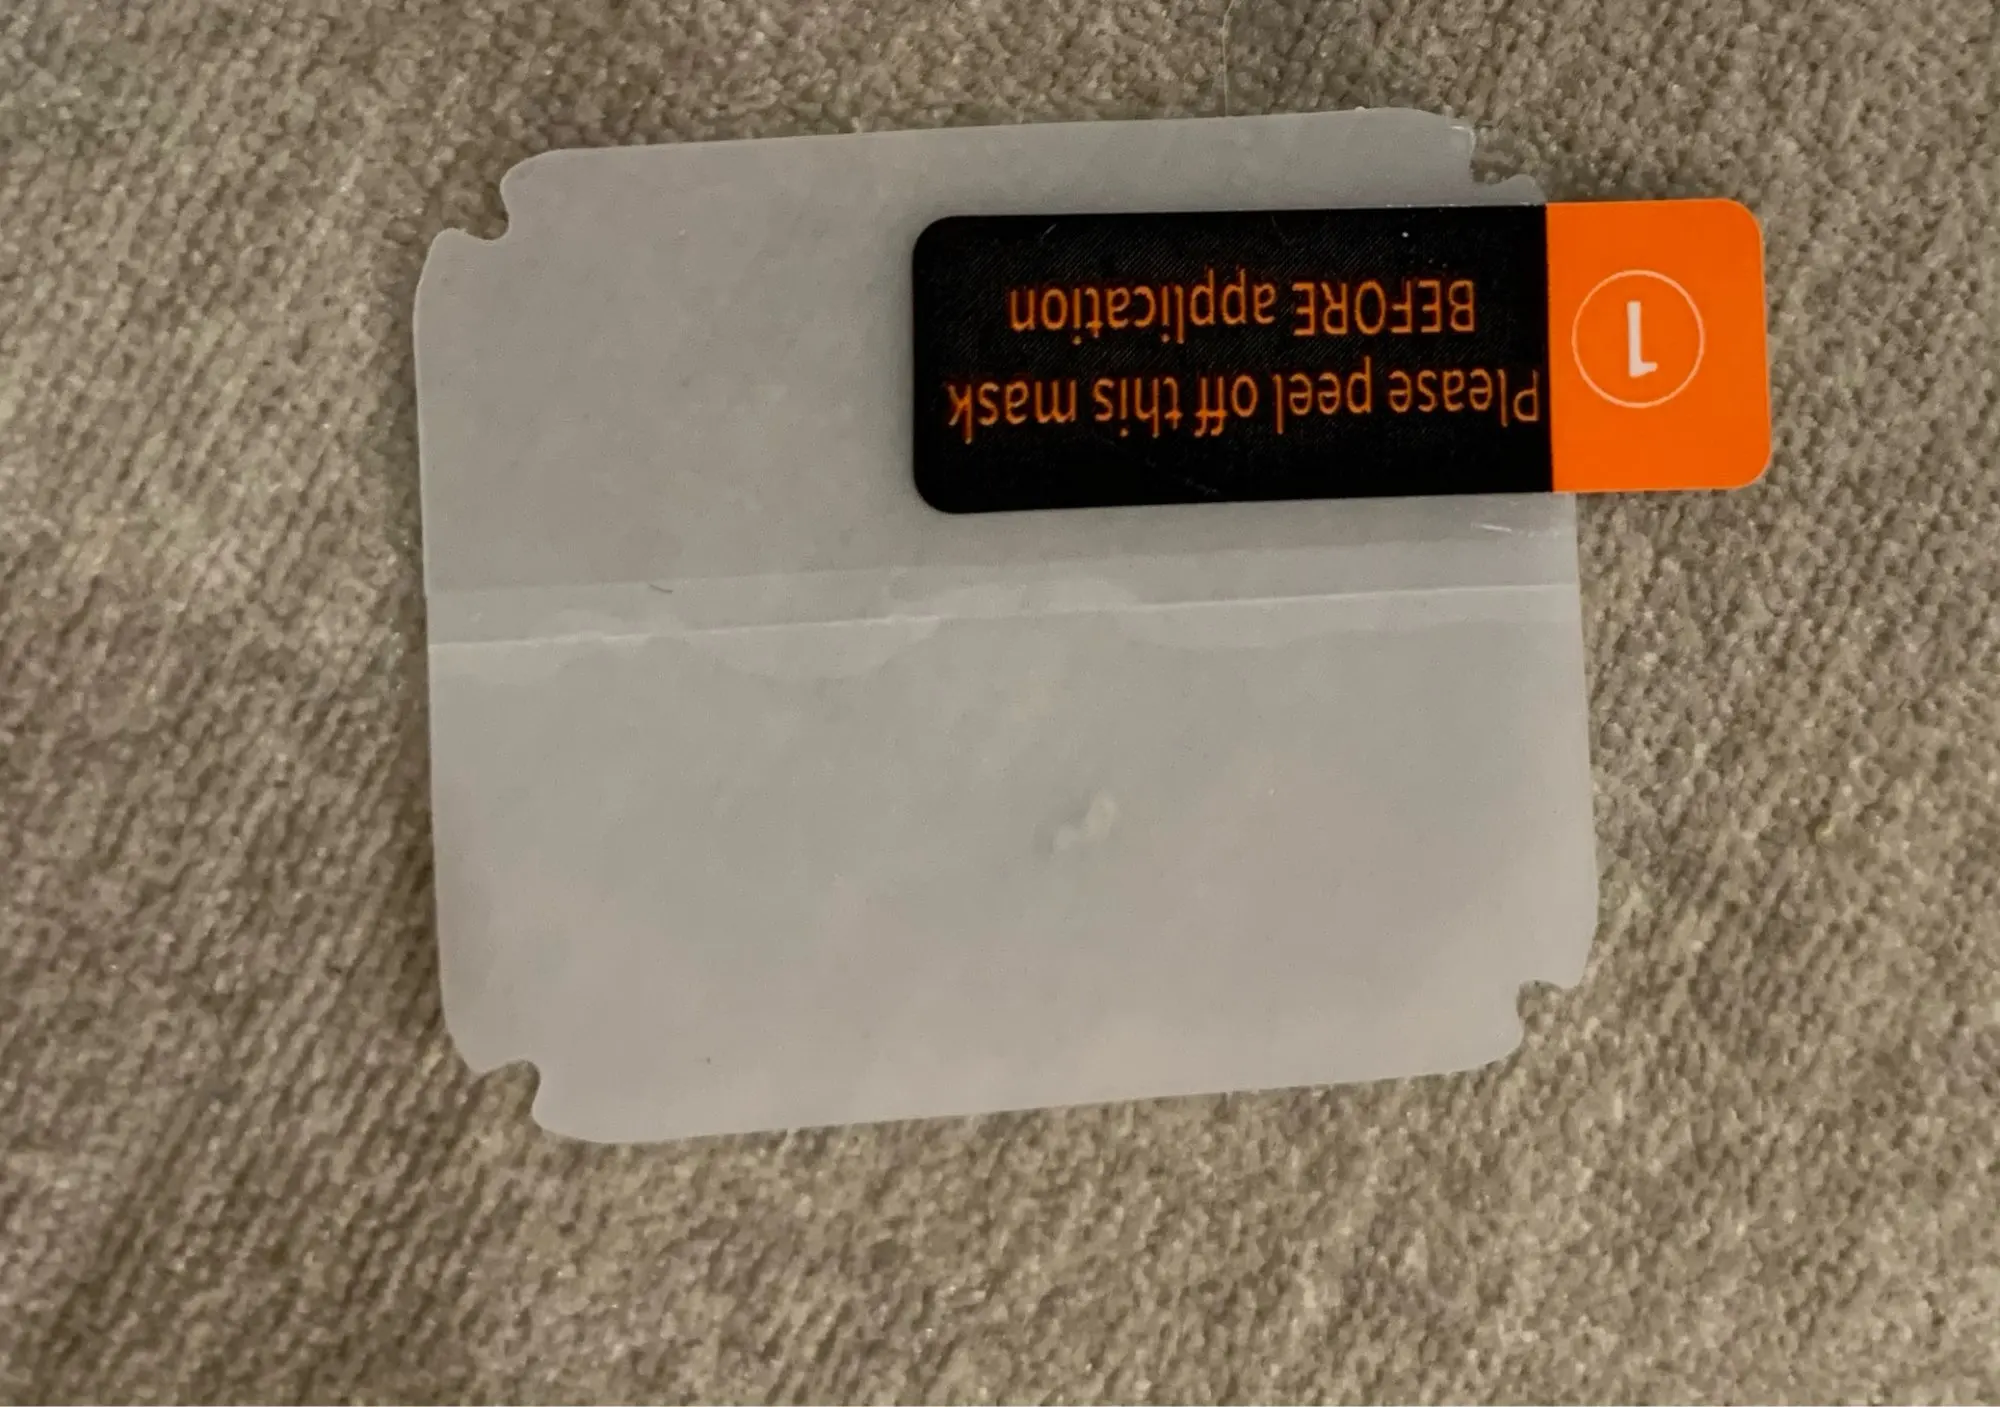 1
Please peel off this mask
BEFORE application